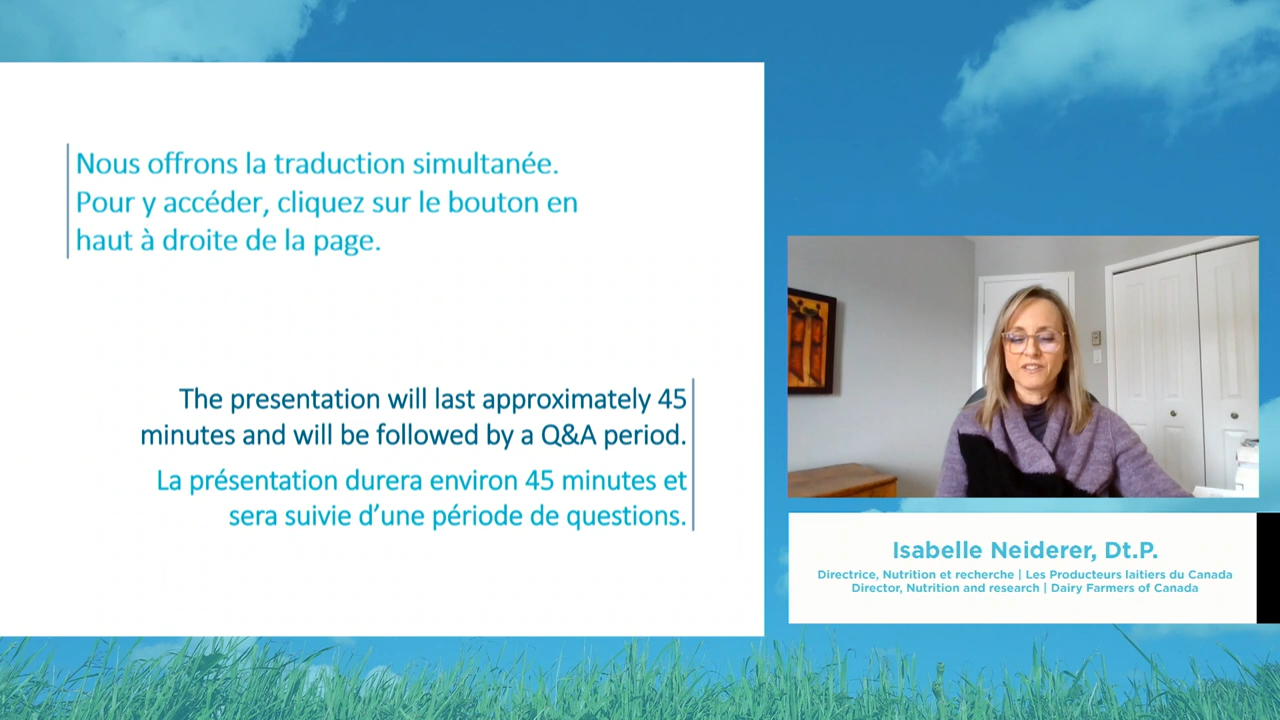 Nous offrons la traduction simultanée.
Pour y accéder, cliquez sur le bouton en
haut à droite de la page.
The presentation will last approximately 45
minutes and will be followed by a Q&A period.
La présentation durera environ 45 minutes et
sera suivie d’une période de questions.
Isabelle Neiderer, Dt.P.
Directrice, Nutrition et recherche | Les Producteurs laitiers du Canada
Director, Nutrition and research | Dairy Farmers of Canada